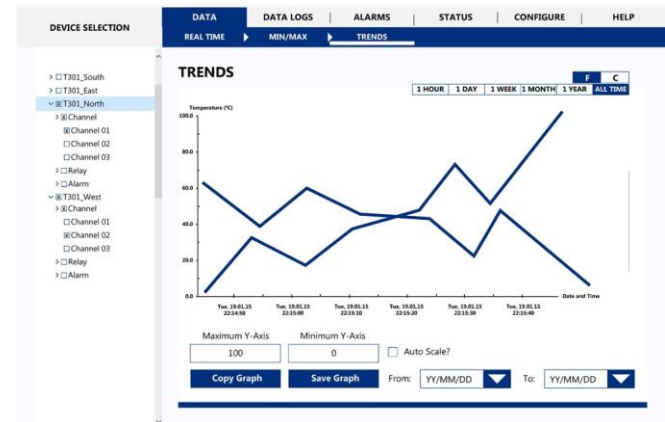 DEVICE SELECTION
DATA
DATA LOGS
ALARMS
STATUS
CONFIGURE
HELP
REAL TIME
MIN/MAX
TRENDS
T301_South
T301_East
T301_North
Channel
Channel 01
Channel 02
Channel 03
Relay
Alarm
T301_West
Channel
Channel 01
Channel 02
Channel 03
Relay
Alarm
TRENDS
F C
1 HOUR 1 DAY 1 WEEK 1 MONTH 1 YEAR ALL TIME
Temperature (°C)
100.0
80.0
60.0
40.0
20.0
0.0
Date and Time
Tue, 19.01.15 Tue, 19.01.15 Tue, 19.01.15 Tue, 19.01.15 Tue, 19.01.15 Tue, 19.01.15
22:14:50 22:15:00 22:15:10 22:15:20 22:15:30 22:15:40
Maximum Y-Axis Minimum Y-Axis
100 0 Auto Scale?
Copy Graph Save Graph From: YY/MM/DD To: YY/MM/DD